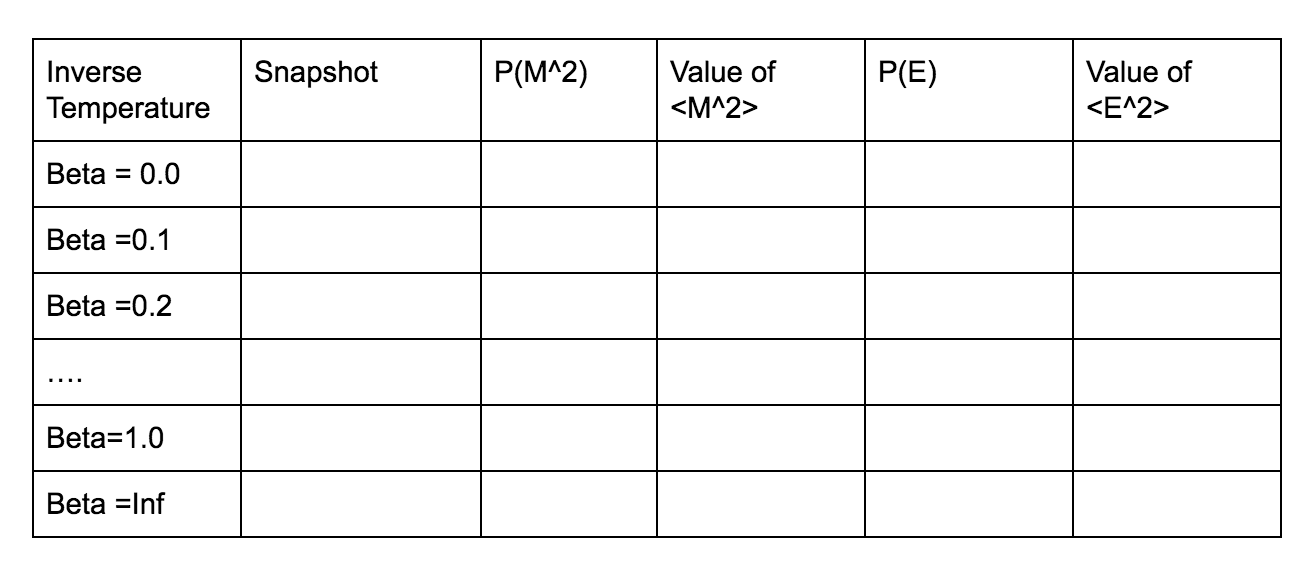 Inverse
Temperature
Snapshot
P(M^2)
Value of
<M^2>
P(E)
Value of
<E^2>
Beta = 0.0
Beta =0.1
Beta =0.2
....
Beta=1.0
Beta =Inf